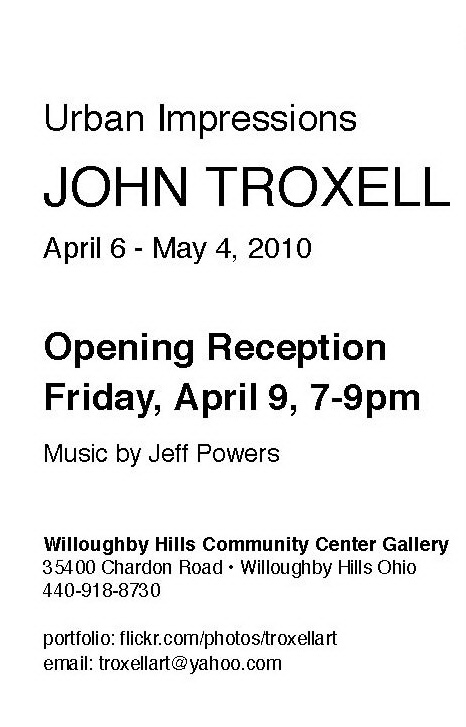 Urban Impressions
JOHN TROXELL
April 6 - May 4, 2010
Opening Reception
Friday, April 9, 7-9pm
Music by Jeff Powers
Willoughby Hills Community Center Gallery
35400 Chardon Road • Willoughby Hills Ohio
440-918-8730
portfolio: flickr.com/photos/troxellart
email: troxellart@yahoo.com